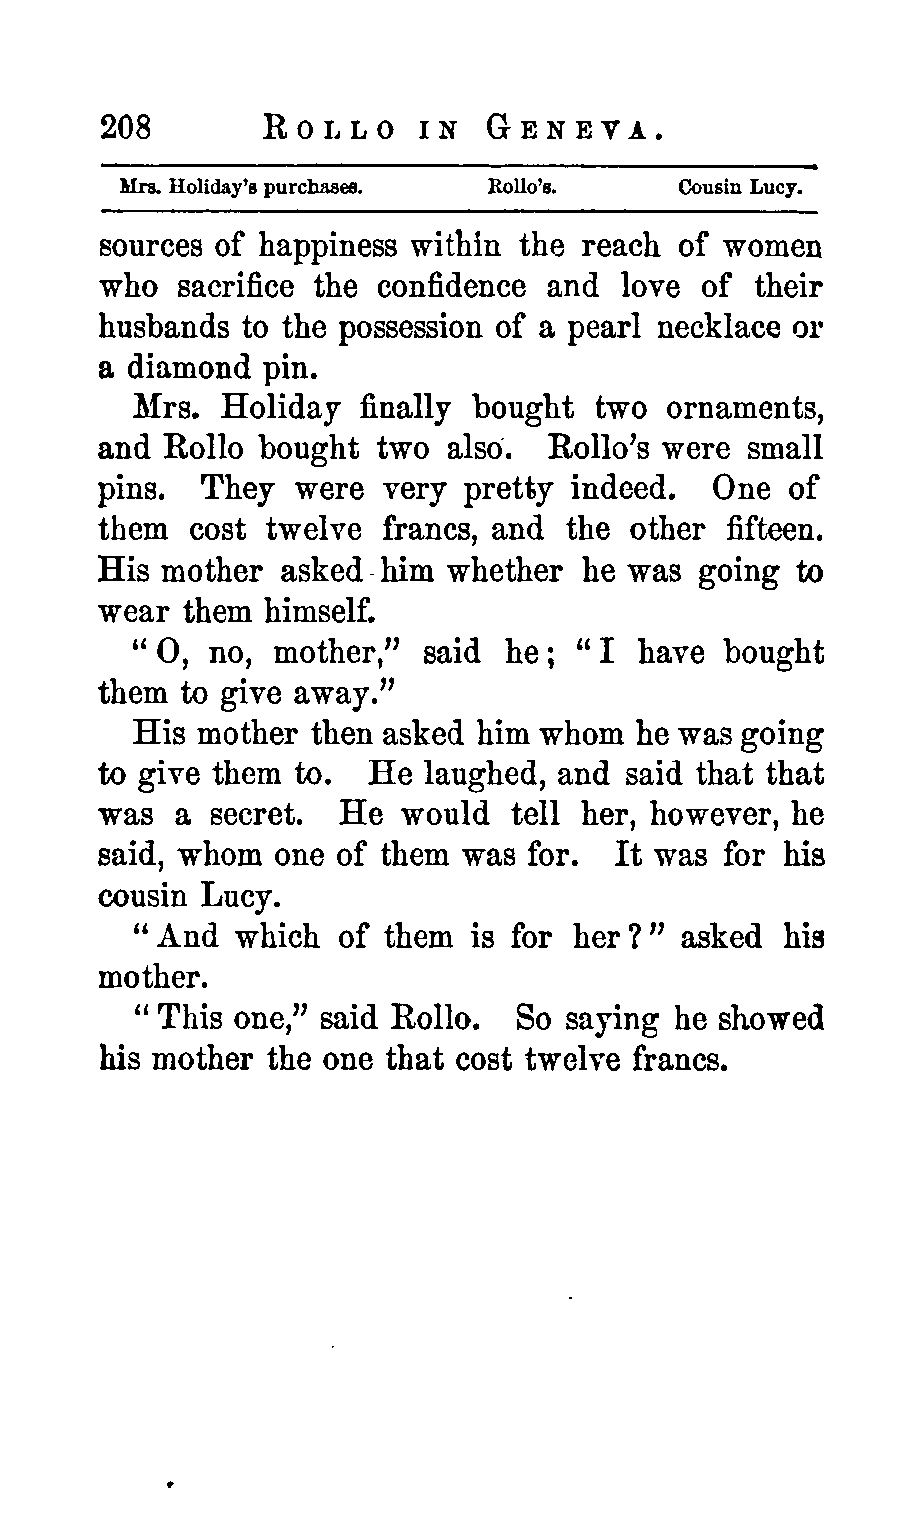 208 ROLLO IN GENEVA.
Mrs. Holiday's purchases. Rollo's. Cousin Lucy.
sources of happiness within the reach of women
who sacrifice the confidence and love of their
husbands to the possession of a pearl necklace or
a diamond pin.
Mrs. Holiday finally bought two ornaments,
and Rollo bought two also. Rollo's were small
pins. They were very pretty indeed. One of
them cost twelve francs, and the other fifteen.
His mother asked him whether he was going to
wear them himself.
"O, no, mother," said he; "I have bought
them to give away."
His mother then asked him whom he was going
to give them to. He laughed, and said that that
was a secret. He would tell her, however, he
said, whom one of them was for. It was for his
cousin Lucy.
"And which of them is for her?" asked his
mother.
"This one," said Rollo. So saying he showed
his mother the one that cost twelve francs.